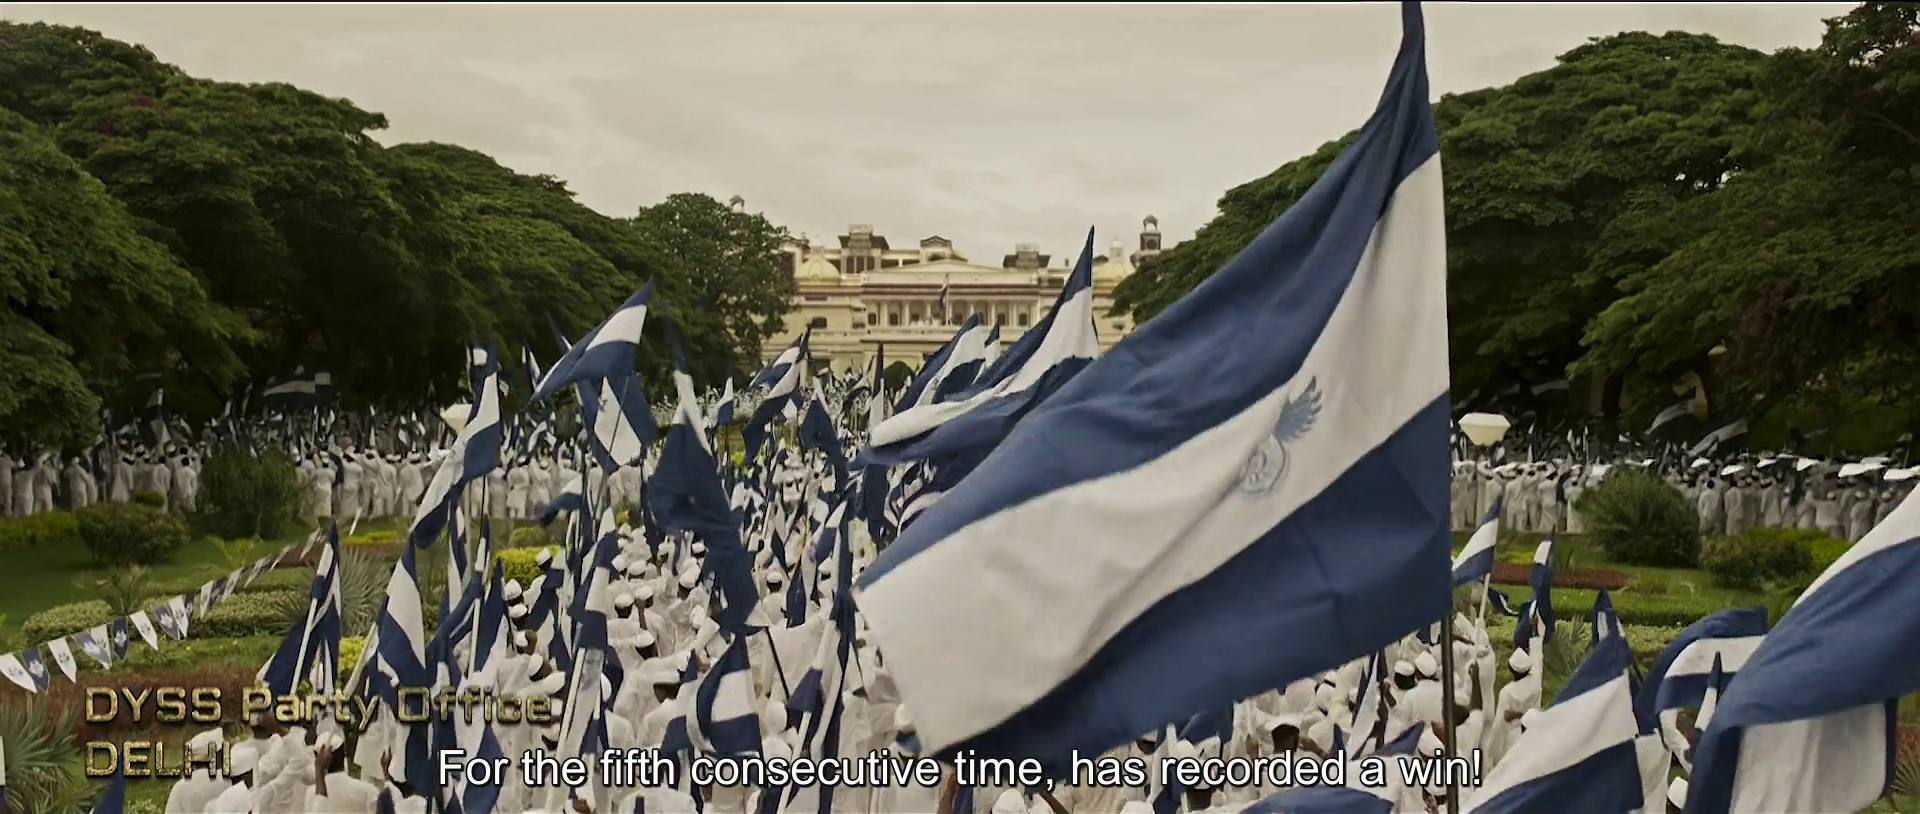 DYSS Party Office
DELHI
For the fifth consecutive time, has recorded a win!